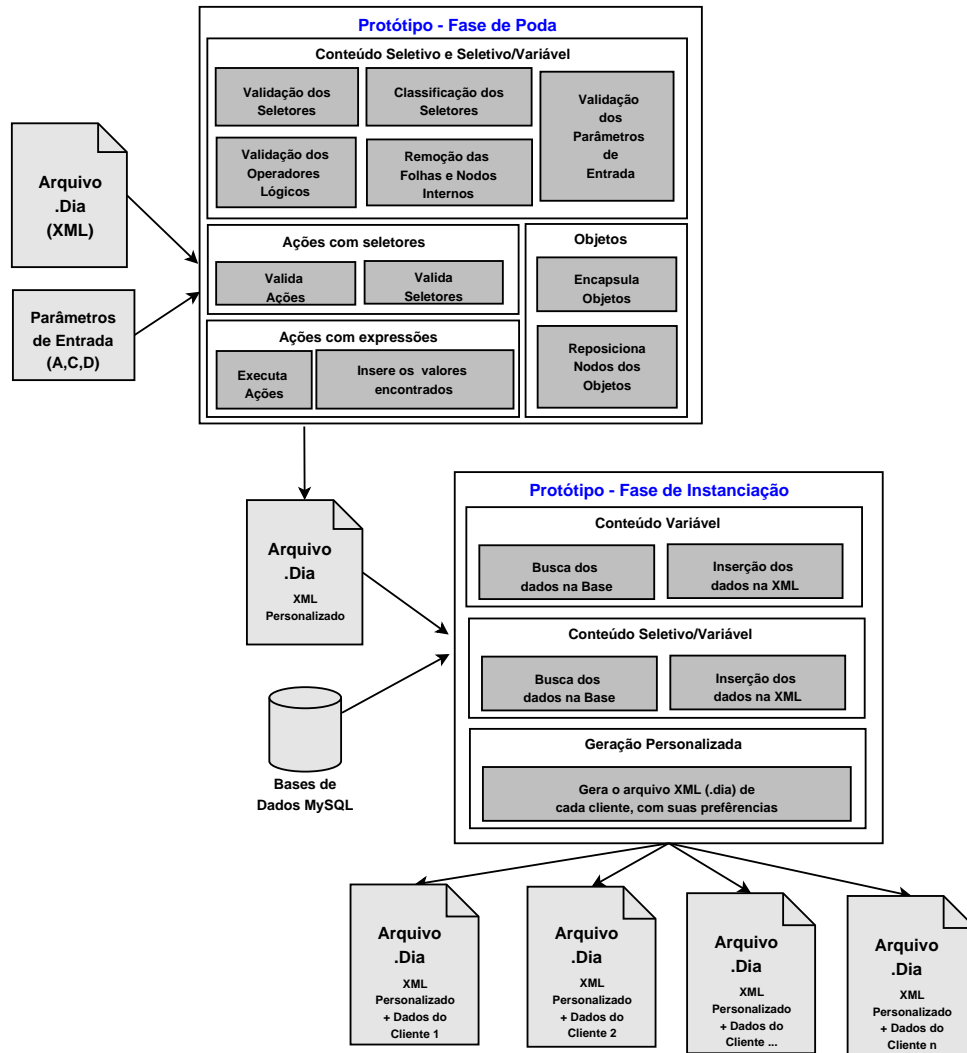 Protótipo - Fase de Poda
Conteúdo Seletivo e Seletivo/Variável
Validação dos
Seletores
Classificação dos
Seletores
Validação
dos
Parâmetros
de
Entrada
Validação dos
Operadores
Lógicos
Remoção das
Folhas e Nodos
Internos
Arquivo
.Dia
(XML)
Ações com seletores
Valida
Ações
Valida
Seletores
Objetos
Encapsula
Objetos
Reposiciona
Nodos dos
Objetos
Parâmetros
de Entrada
(A,C,D)
Ações com expressões
Executa
Ações
Insere os valores
encontrados
Protótipo - Fase de Instanciação
Conteúdo Variável
Busca dos
dados na Base
Inserção dos
dados na XML
Arquivo
.Dia
XML
Personalizado
Conteúdo Seletivo/Variável
Busca dos
dados na Base
Inserção dos
dados na XML
Bases de
Dados MySQL
Geração Personalizada
Gera o arquivo XML (.dia) de
cada cliente, com suas prefêrencias
Arquivo
.Dia
XML
Personalizado
+ Dados do
Cliente 1
Arquivo
.Dia
XML
Personalizado
+ Dados do
Cliente 2
Arquivo
.Dia
XML
Personalizado
+ Dados do
Cliente ...
Arquivo
.Dia
XML
Personalizado
+ Dados do
Cliente n